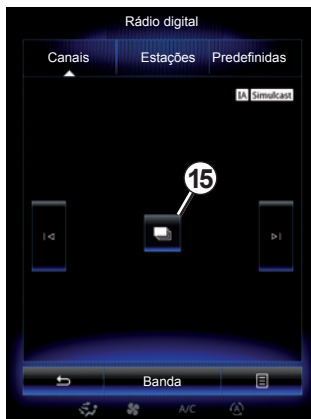 Rádio digital
Canais Estações Predefinidas
IA Simulcast
15
Banda
A/C
A